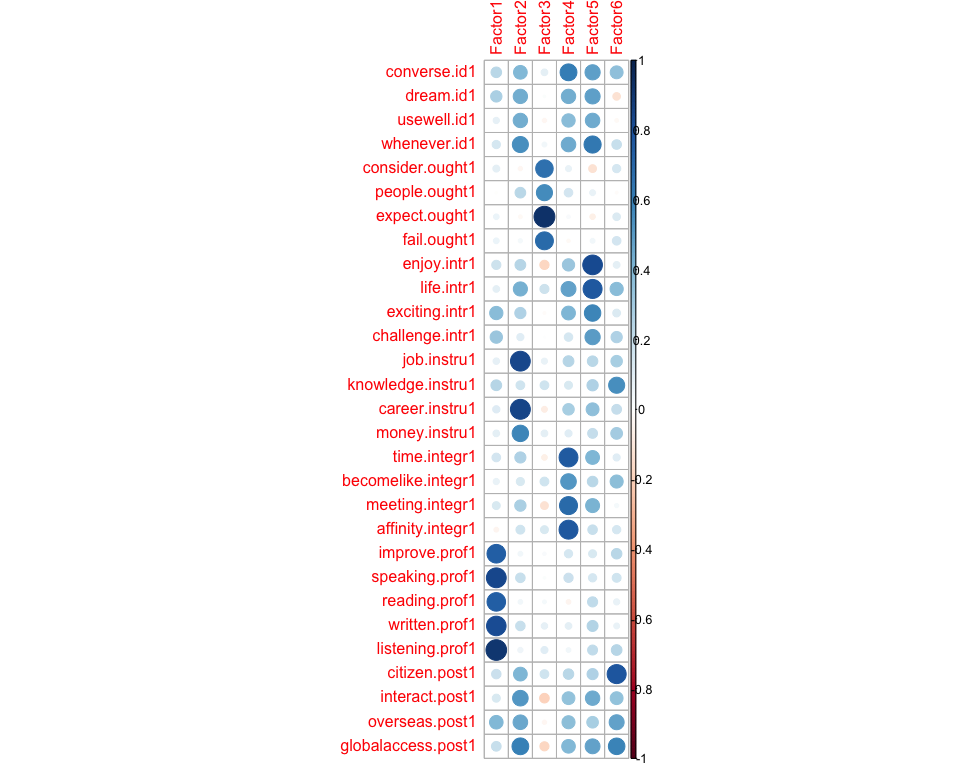 Factor1 Factor2 Factor3 Factor4 Factor5 Factor6
converse.id1
dream.id1
usewell.id1
whenever.id1
consider.ought1
people.ought1
expect.ought1
fail.ought1
enjoy.intr1
life.intr1
exciting.intr1
challenge.intr1
job.instru1
knowledge.instru1
career.instru1
money.instru1
time.integr1
becomelike.integr1
meeting.integr1
affinity.integr1
improve.prof1
speaking.prof1
reading.prof1
written.prof1
listening.prof1
citizen.post1
interact.post1
overseas.post1
globalaccess.post1
1
0.8
0.6
0.4
0.2
0
-0.2
-0.4
-0.6
-0.8
-1